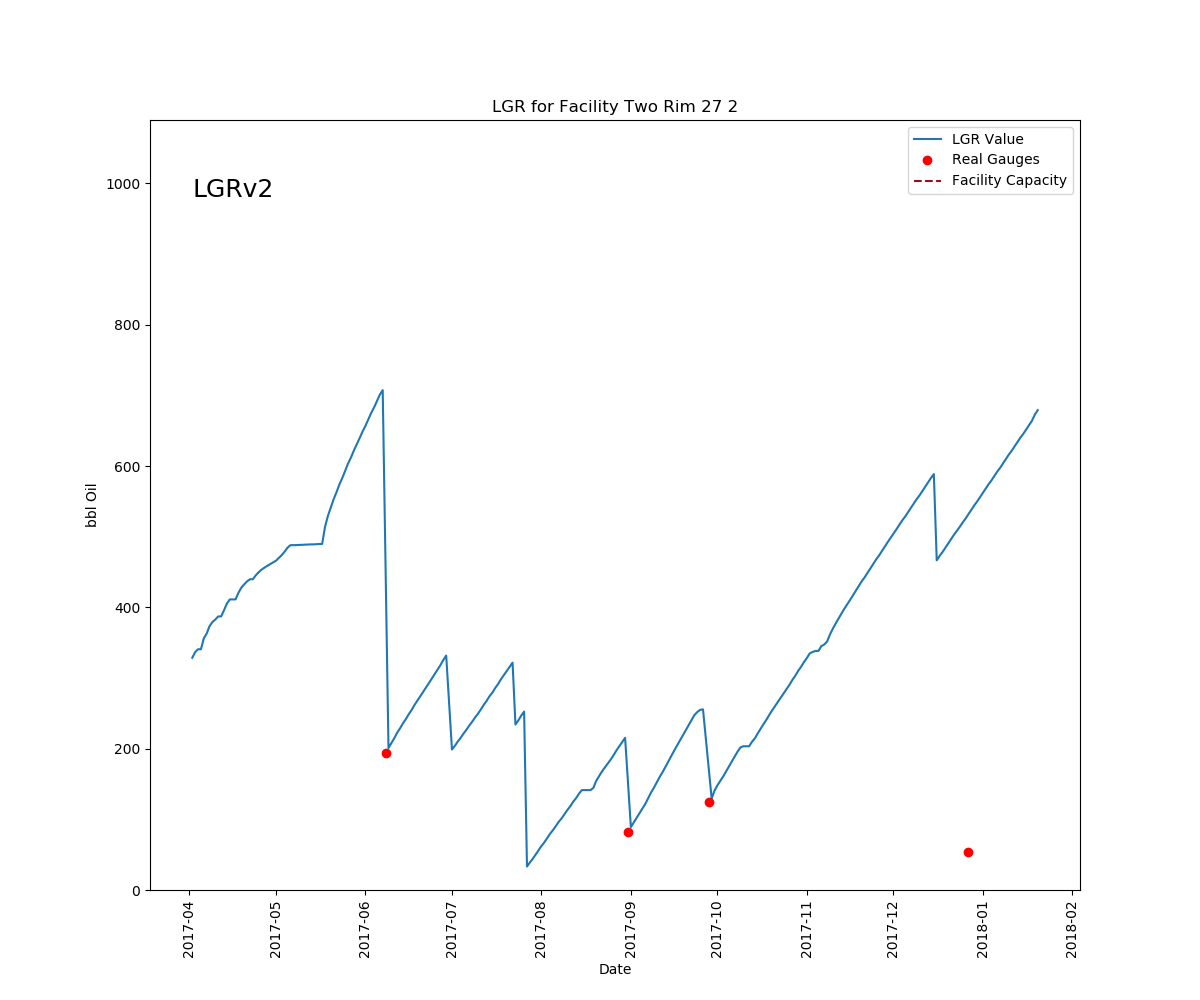 LGR for Facility Two Rim 27 2
LGRv2
LGR Value
Real Gauges
Facility Capacity
bbl Oil
1000
800
600
400
200
0
2017-04
2017-05
2017-06
2017-07
2017-08
2017-09
2017-10
2017-11
2017-12
2018-01
2018-02
Date